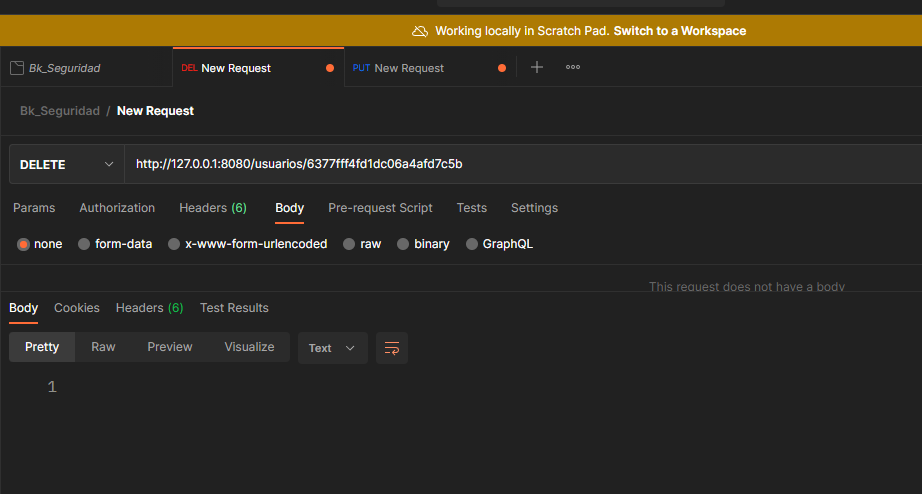 Working locally in Scratch Pad. Switch to a Workspace
Bk_Seguridad DEL New Request PUT New Request
Bk_Seguridad / New Request
DELETE http://127.0.0.1:8080/usuarios/6377fff4fd1dc06a4afd7c5b
Params Authorization Headers (6) Body Pre-request Script Tests Settings
none form-data x-www-form-urlencoded raw binary GraphQL
This request does not have a body
Body Cookies Headers (6) Test Results
Pretty Raw Preview Visualize Text
1